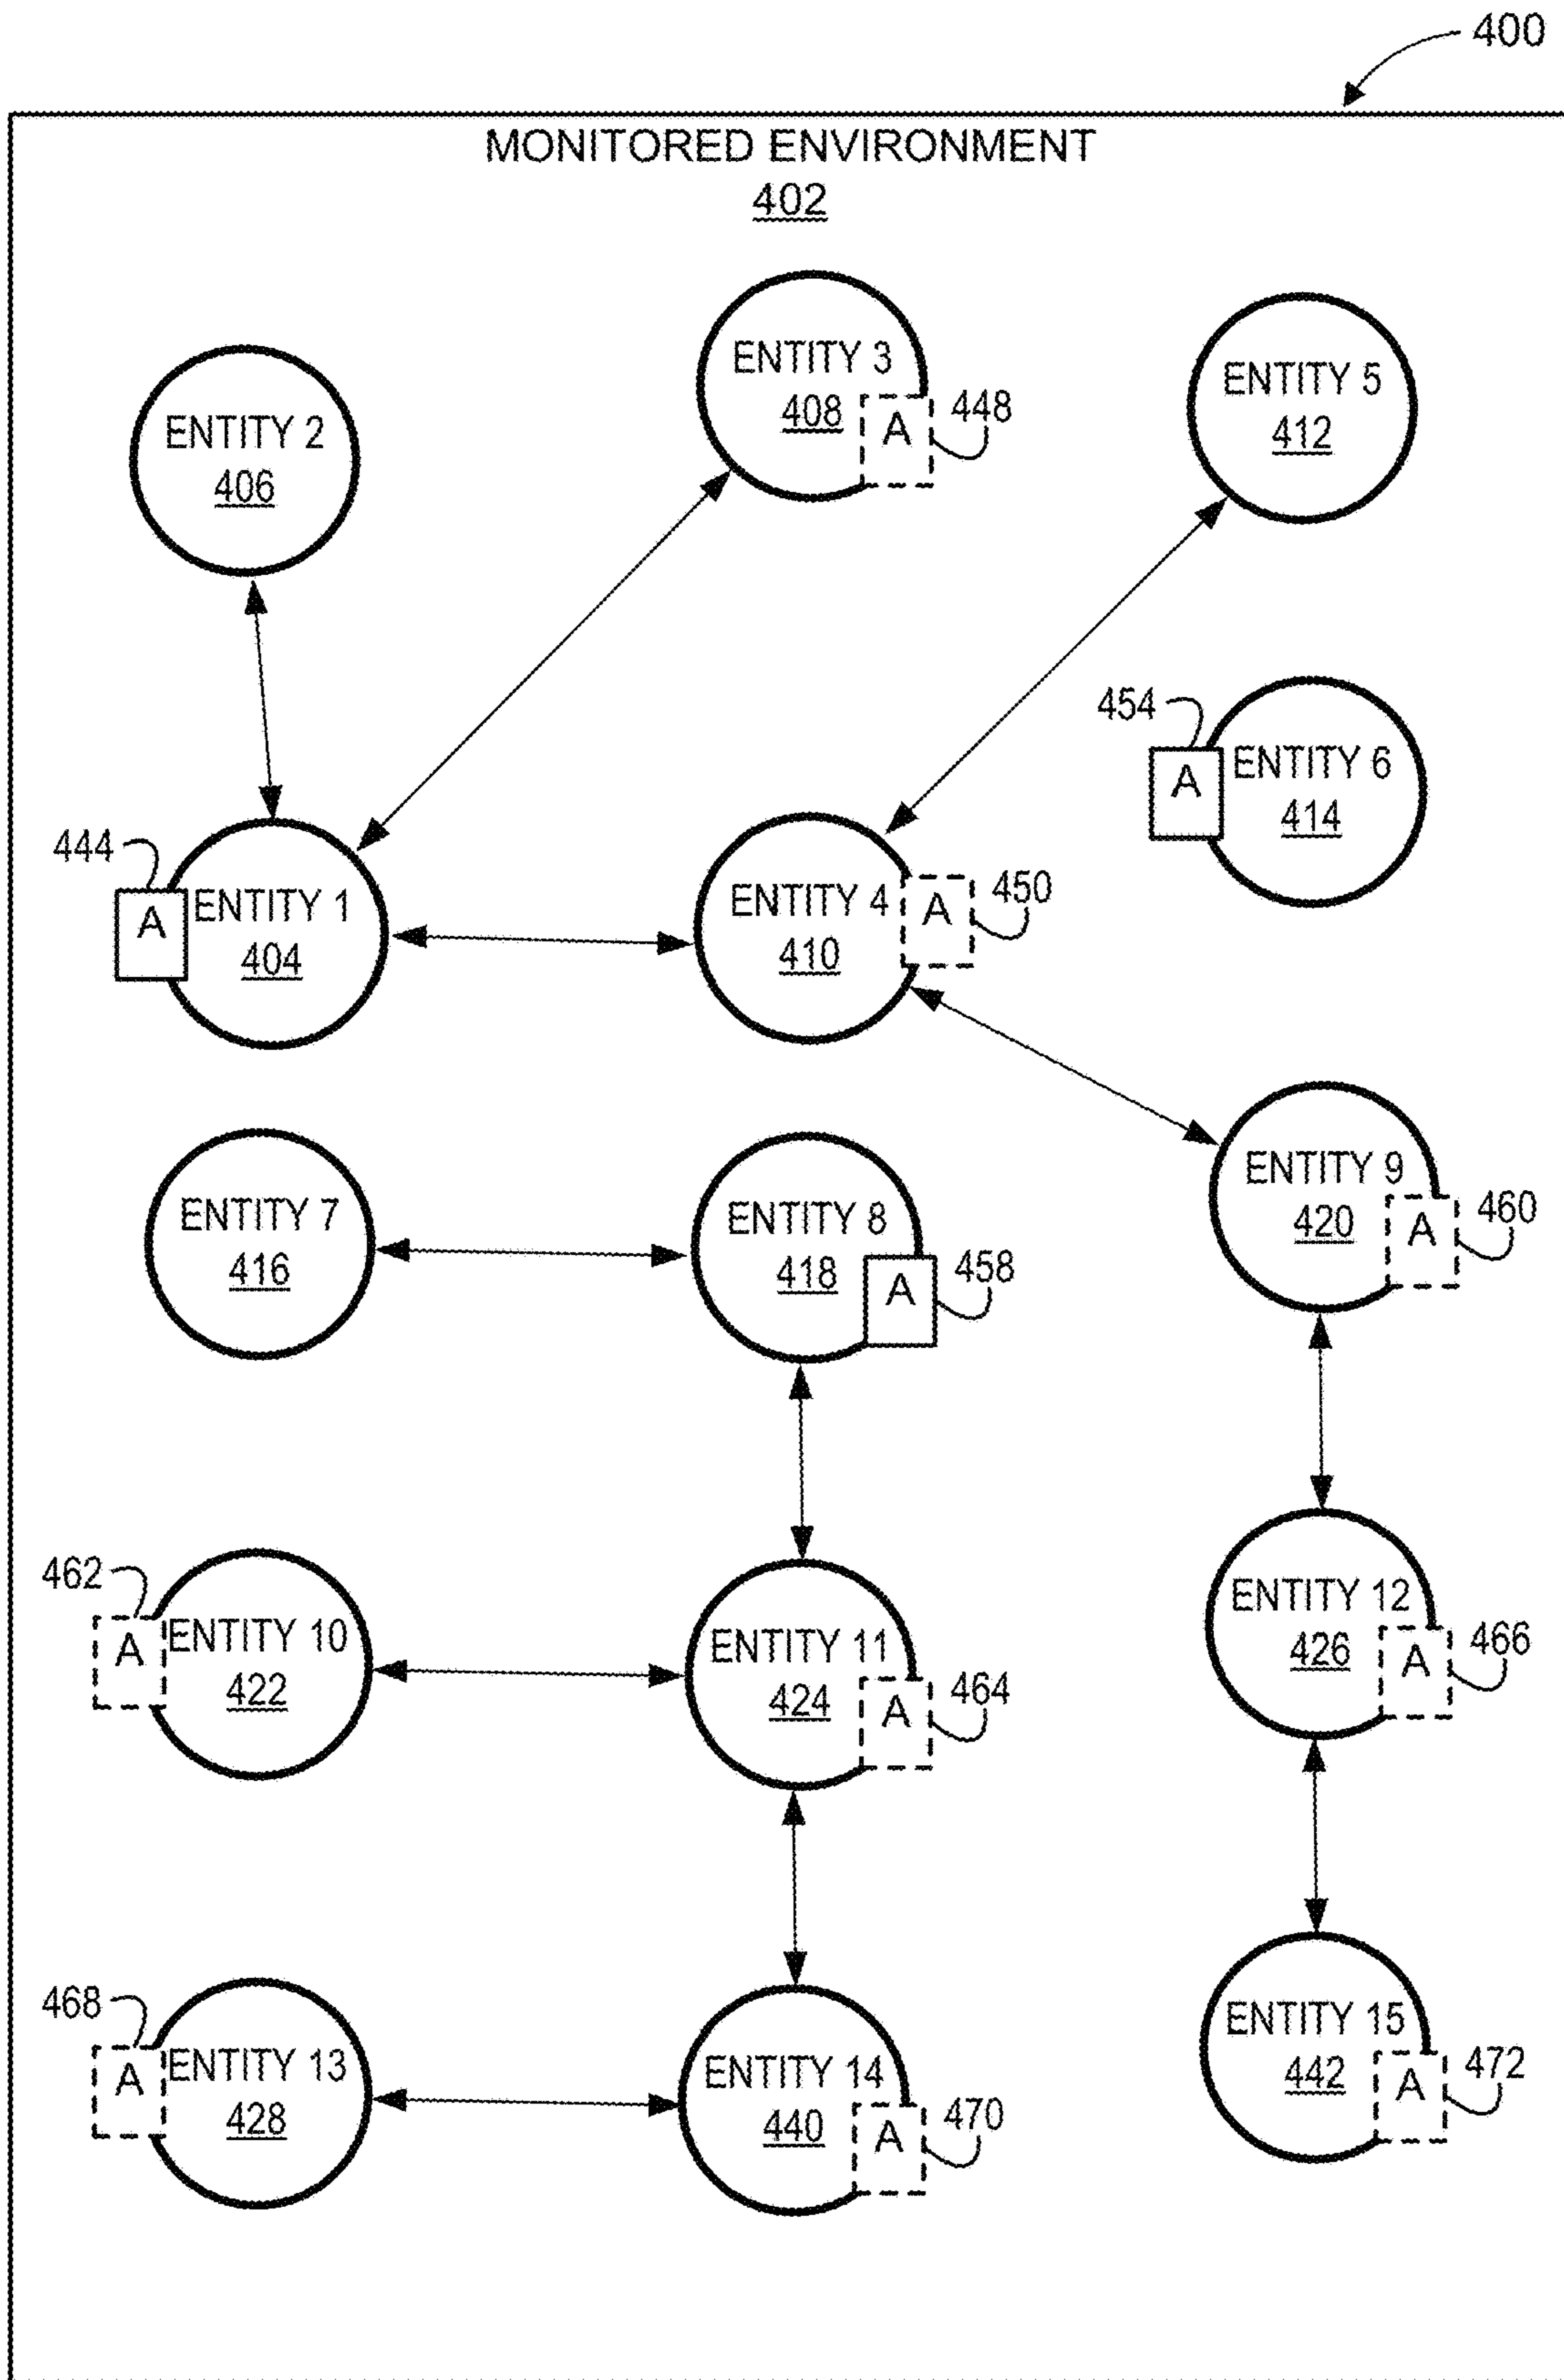 400
MONITORED ENVIRONMENT
402
ENTITY 3
408
A
448
ENTITY 5
412
ENTITY 2
406
454
A
ENTITY 6
414
444
A
ENTITY 1
404
ENTITY 4
410
A
450
ENTITY 7
416
ENTITY 8
418
A
458
ENTITY 9
420
A
460
462
A
ENTITY 10
422
ENTITY 11
424
A
464
ENTITY 12
426
A
466
468
A
ENTITY 13
428
ENTITY 14
440
A
470
ENTITY 15
442
A
472